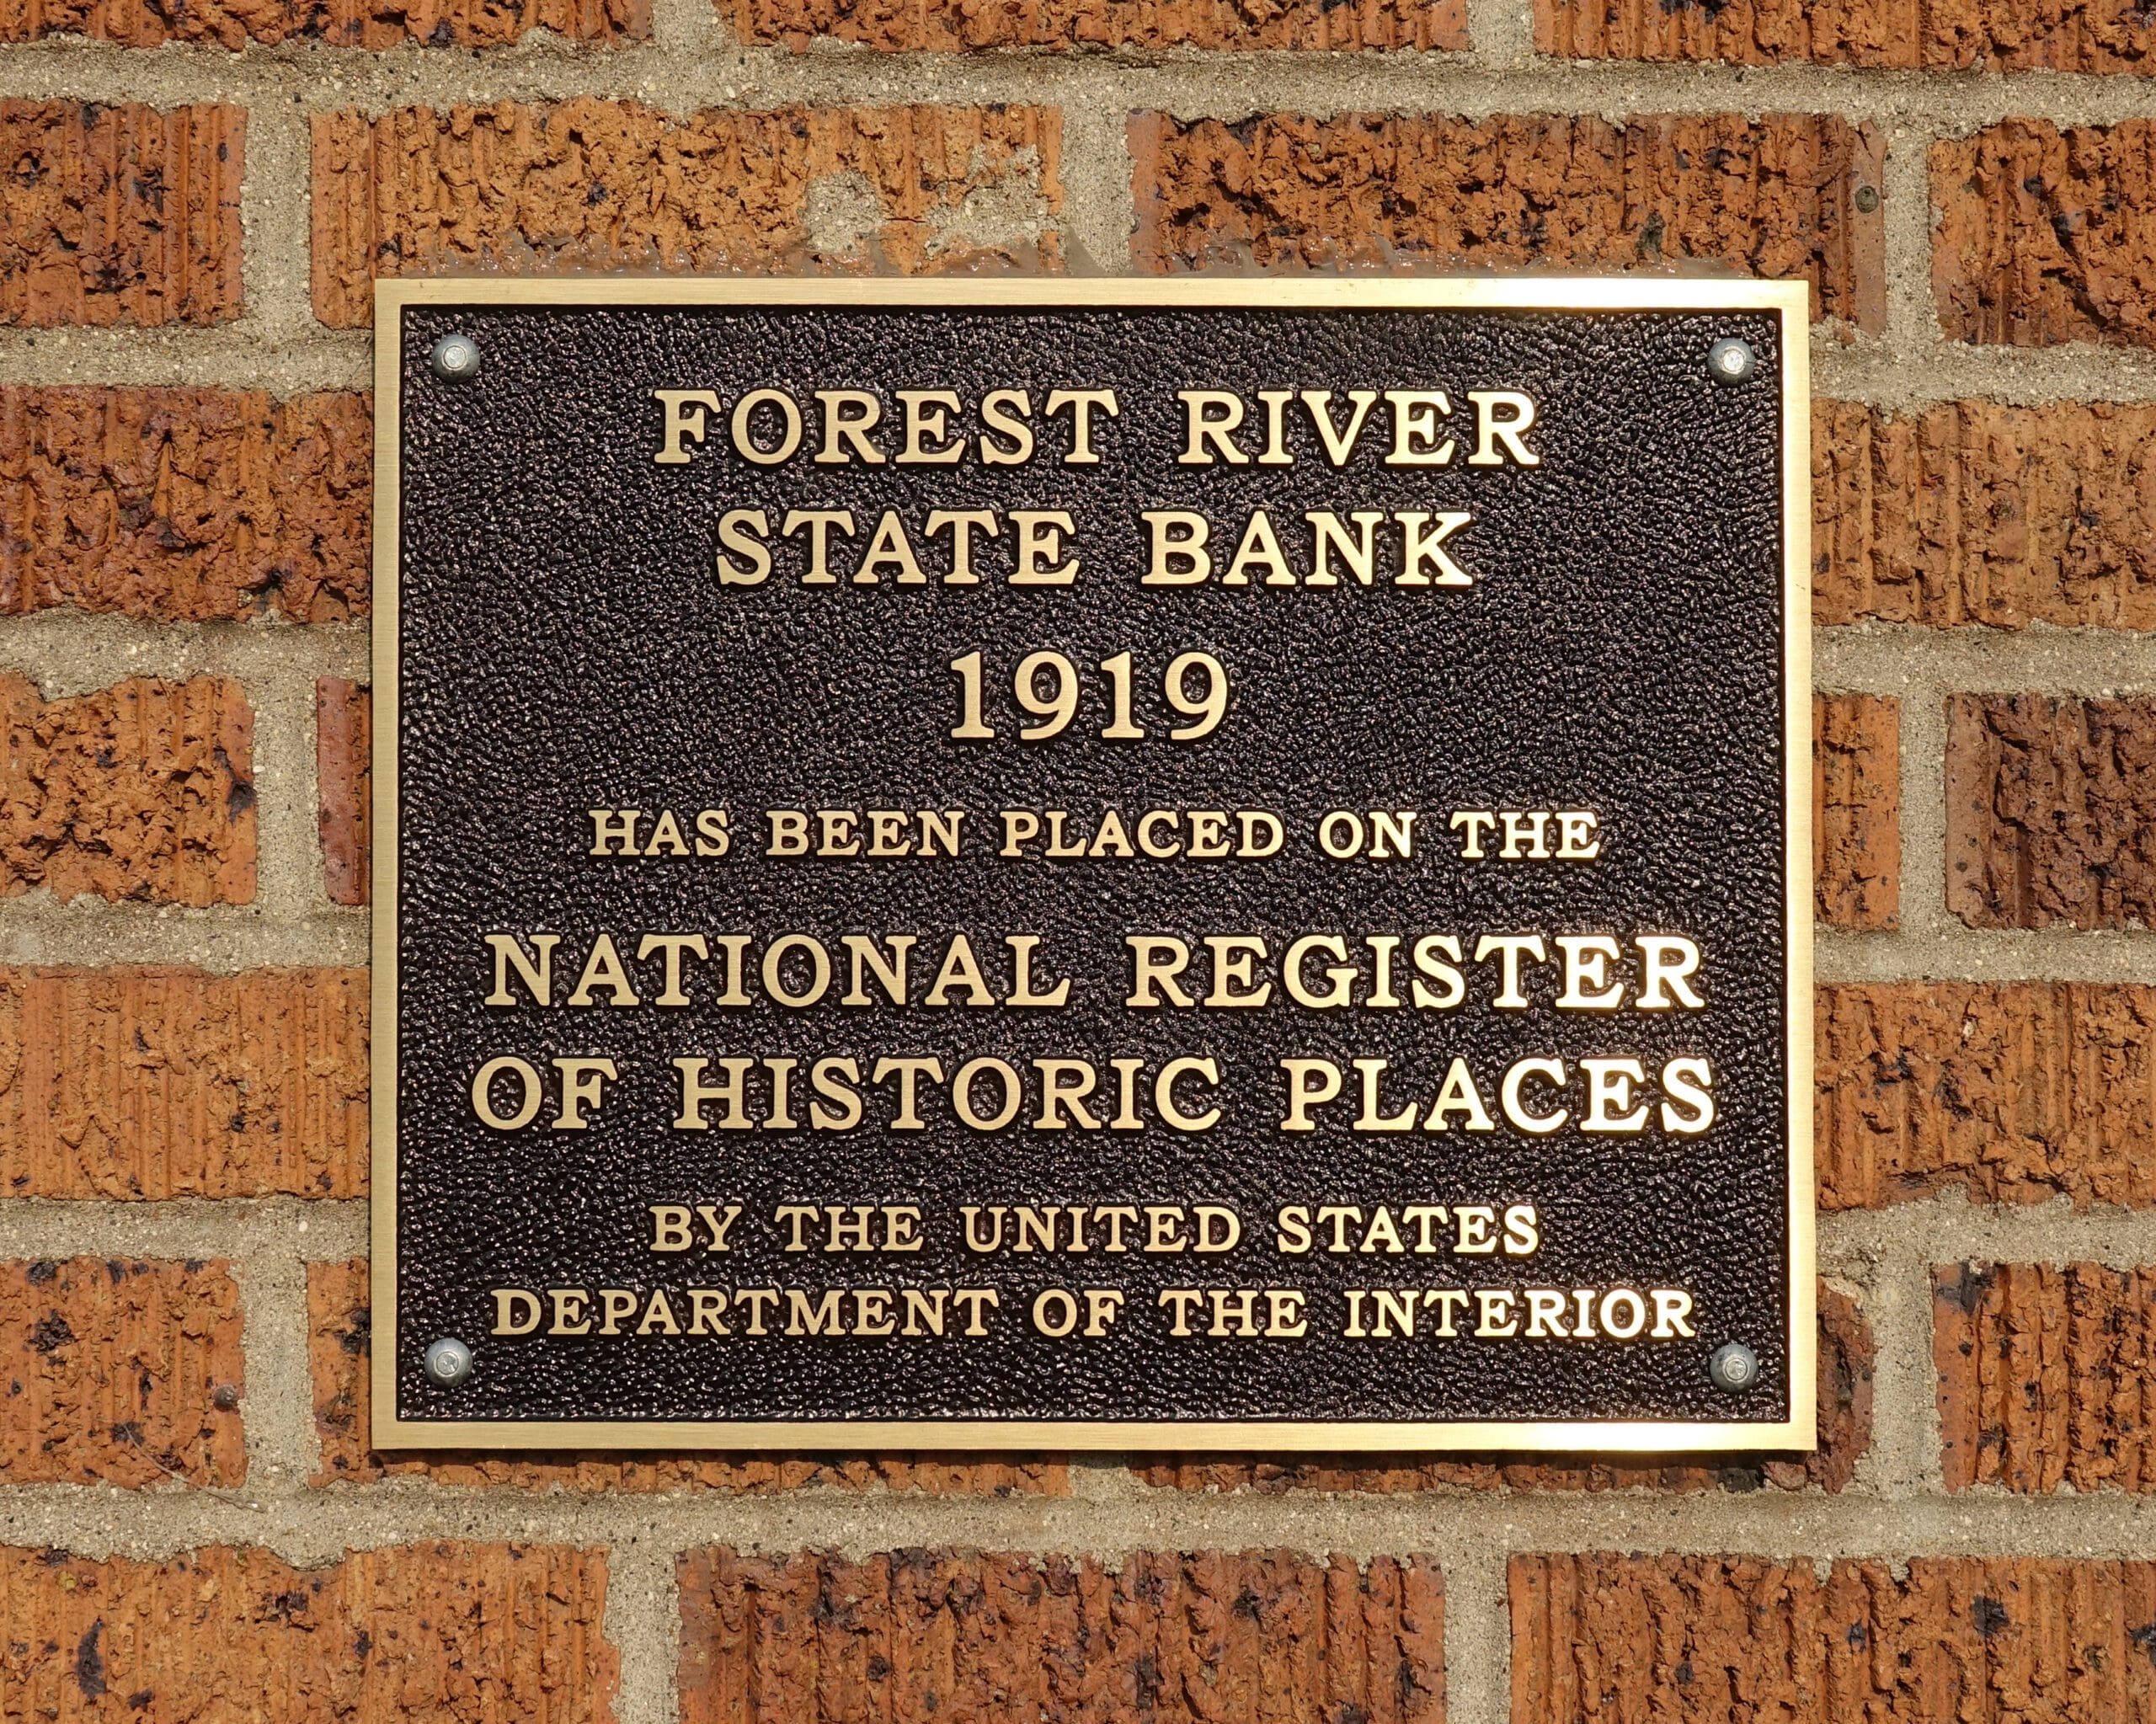 FOREST RIVER
STATE BANK
1919
HAS BEEN PLACED ON THE
NATIONAL REGISTER
OF HISTORIC PLACES
BY THE UNITED STATES
DEPARTMENT OF THE INTERIOR